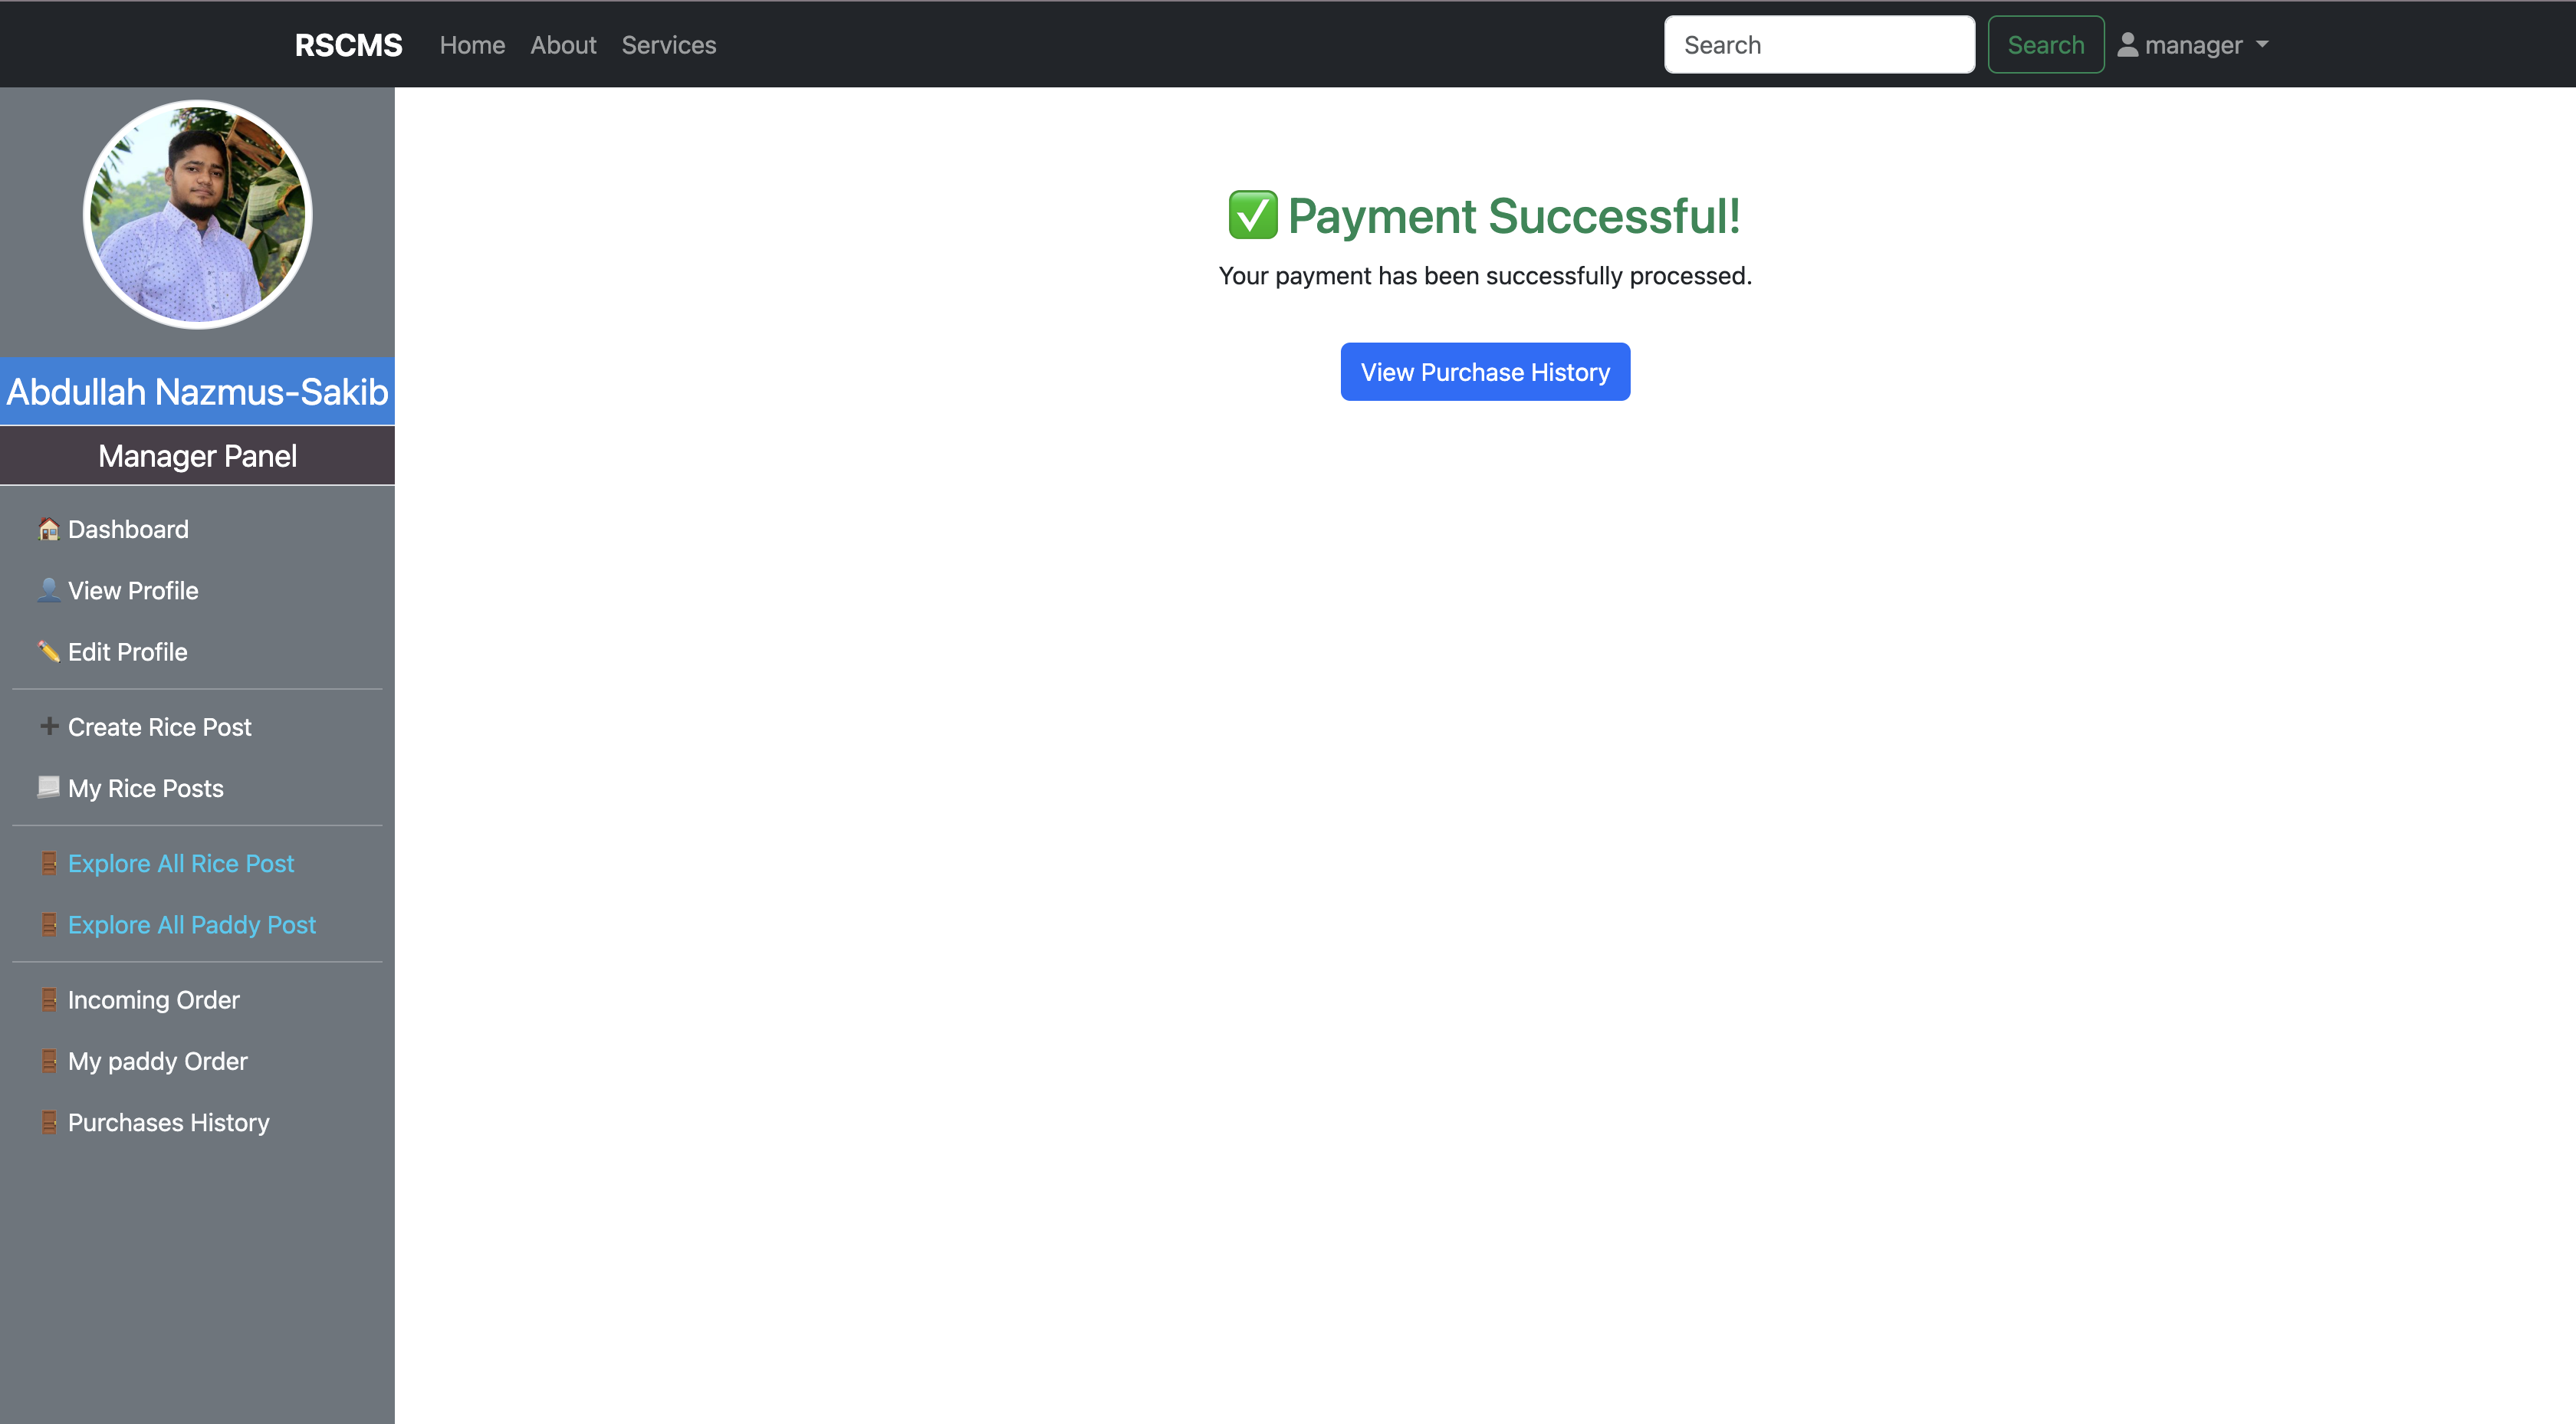 RSCMS Home About Services Search Search manager
Abdullah Nazmus-Sakib
Manager Panel
Dashboard
View Profile
Edit Profile
Create Rice Post
My Rice Posts
Explore All Rice Post
Explore All Paddy Post
Incoming Order
My paddy Order
Purchases History
Payment Successful!
Your payment has been successfully processed.
View Purchase History